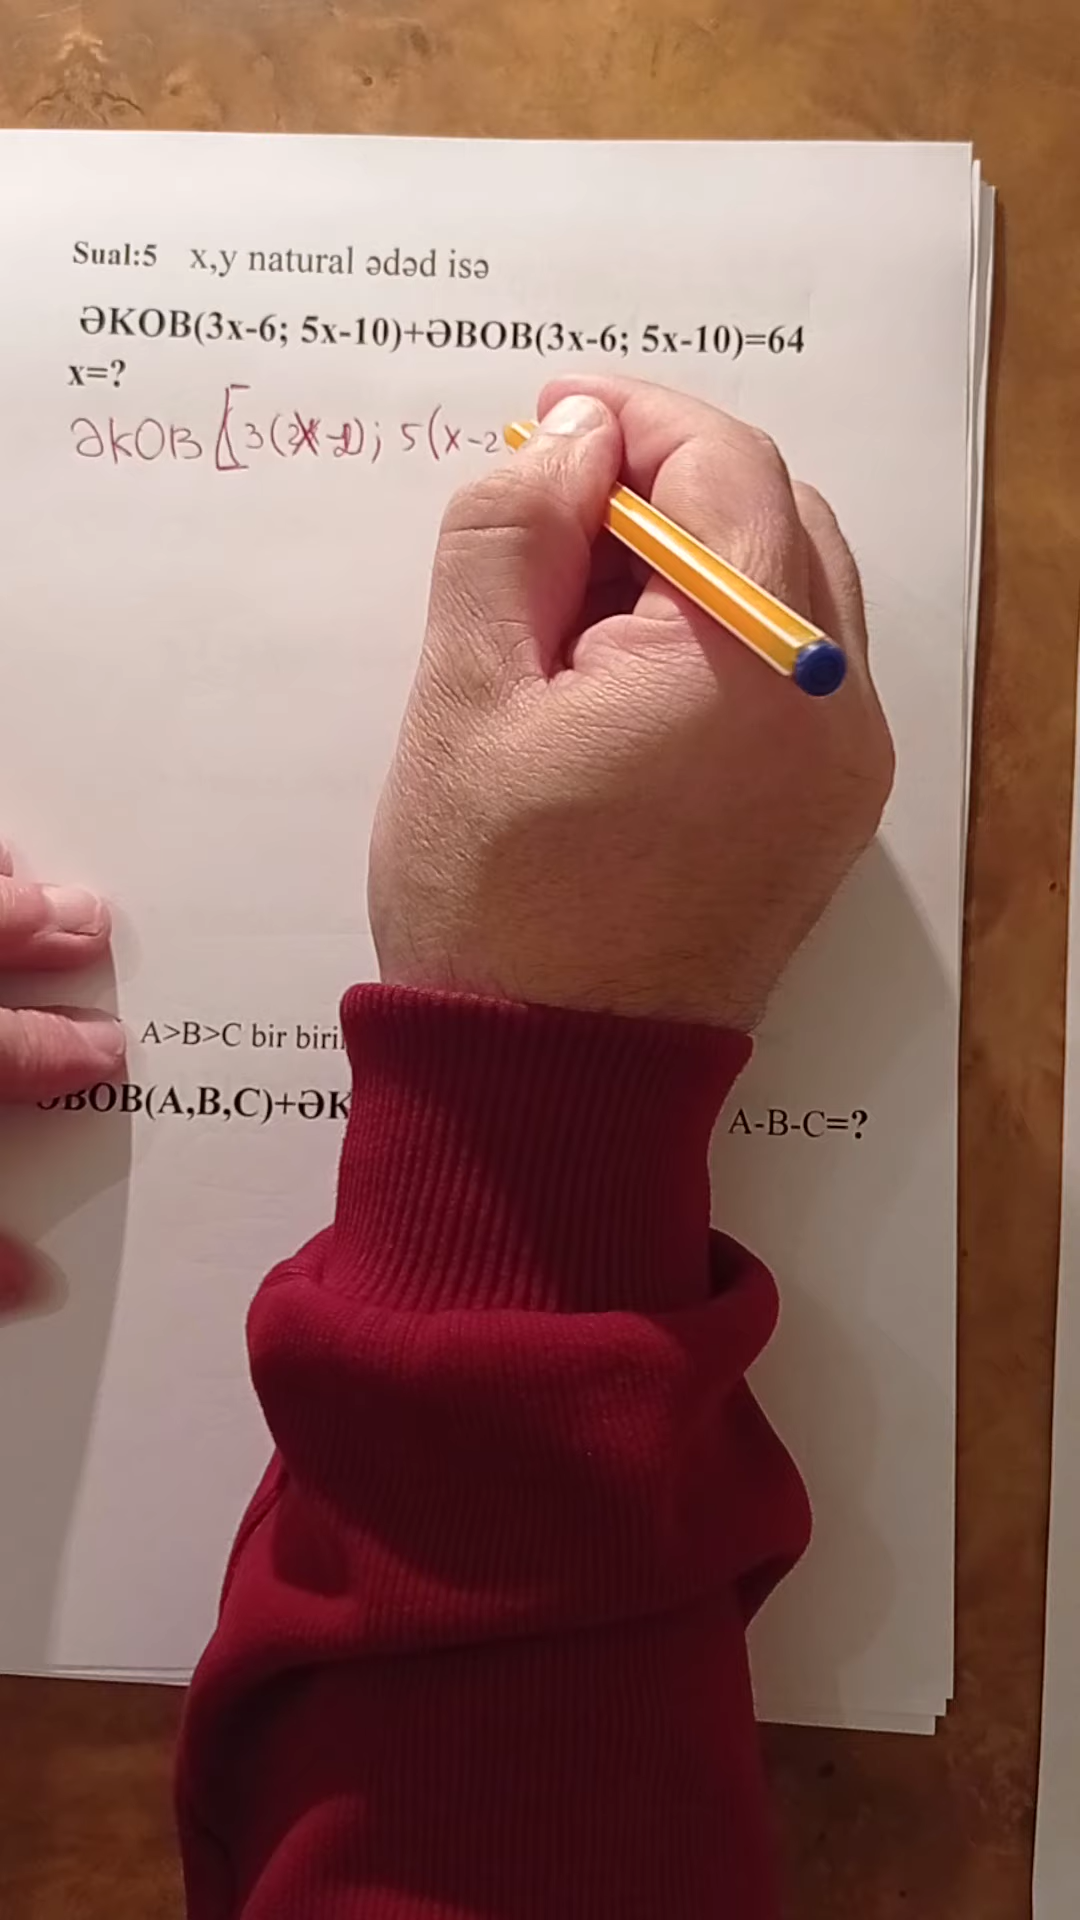 Sual:5 x,y natural ədəd isə
ƏKOB(3x-6; 5x-10)+ƏBOB(3x-6; 5x-10)=64
x=?
ƏKOB [3(x-2); 5(x-2
A>B>C bir
BOB(A,B,C)+ƏK
A-B-C=?